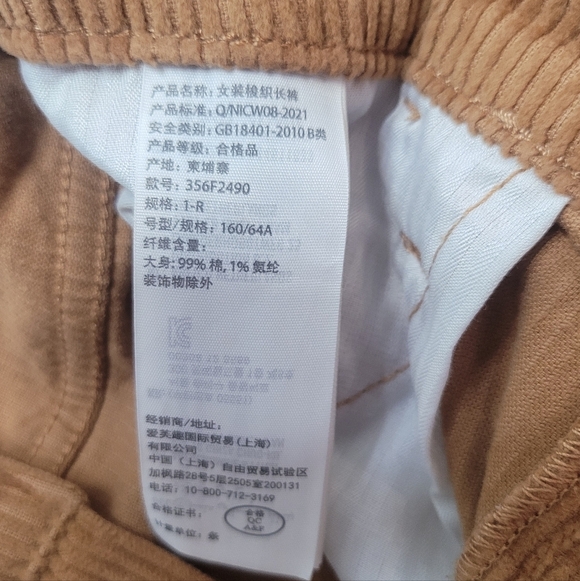 产品名称: 女装梭织长裤
产品标准: Q/NICW08-2021
安全类别: GB18401-2010 B类
产品等级: 合格品
产地: 柬埔寨
款号: 356F2490
规格: 1-R
号型/规格: 160/64A
纤维含量:
大身: 99% 棉, 1% 氨纶
装饰物除外
经销商/地址:
爱芙趣国际贸易(上海)
有限公司
中国 (上海) 自由贸易试验区
加枫路28号5层2505室200131
电话: 10-800-712-3169
合格证书:
合格
QC
A&F
计量单位: 条